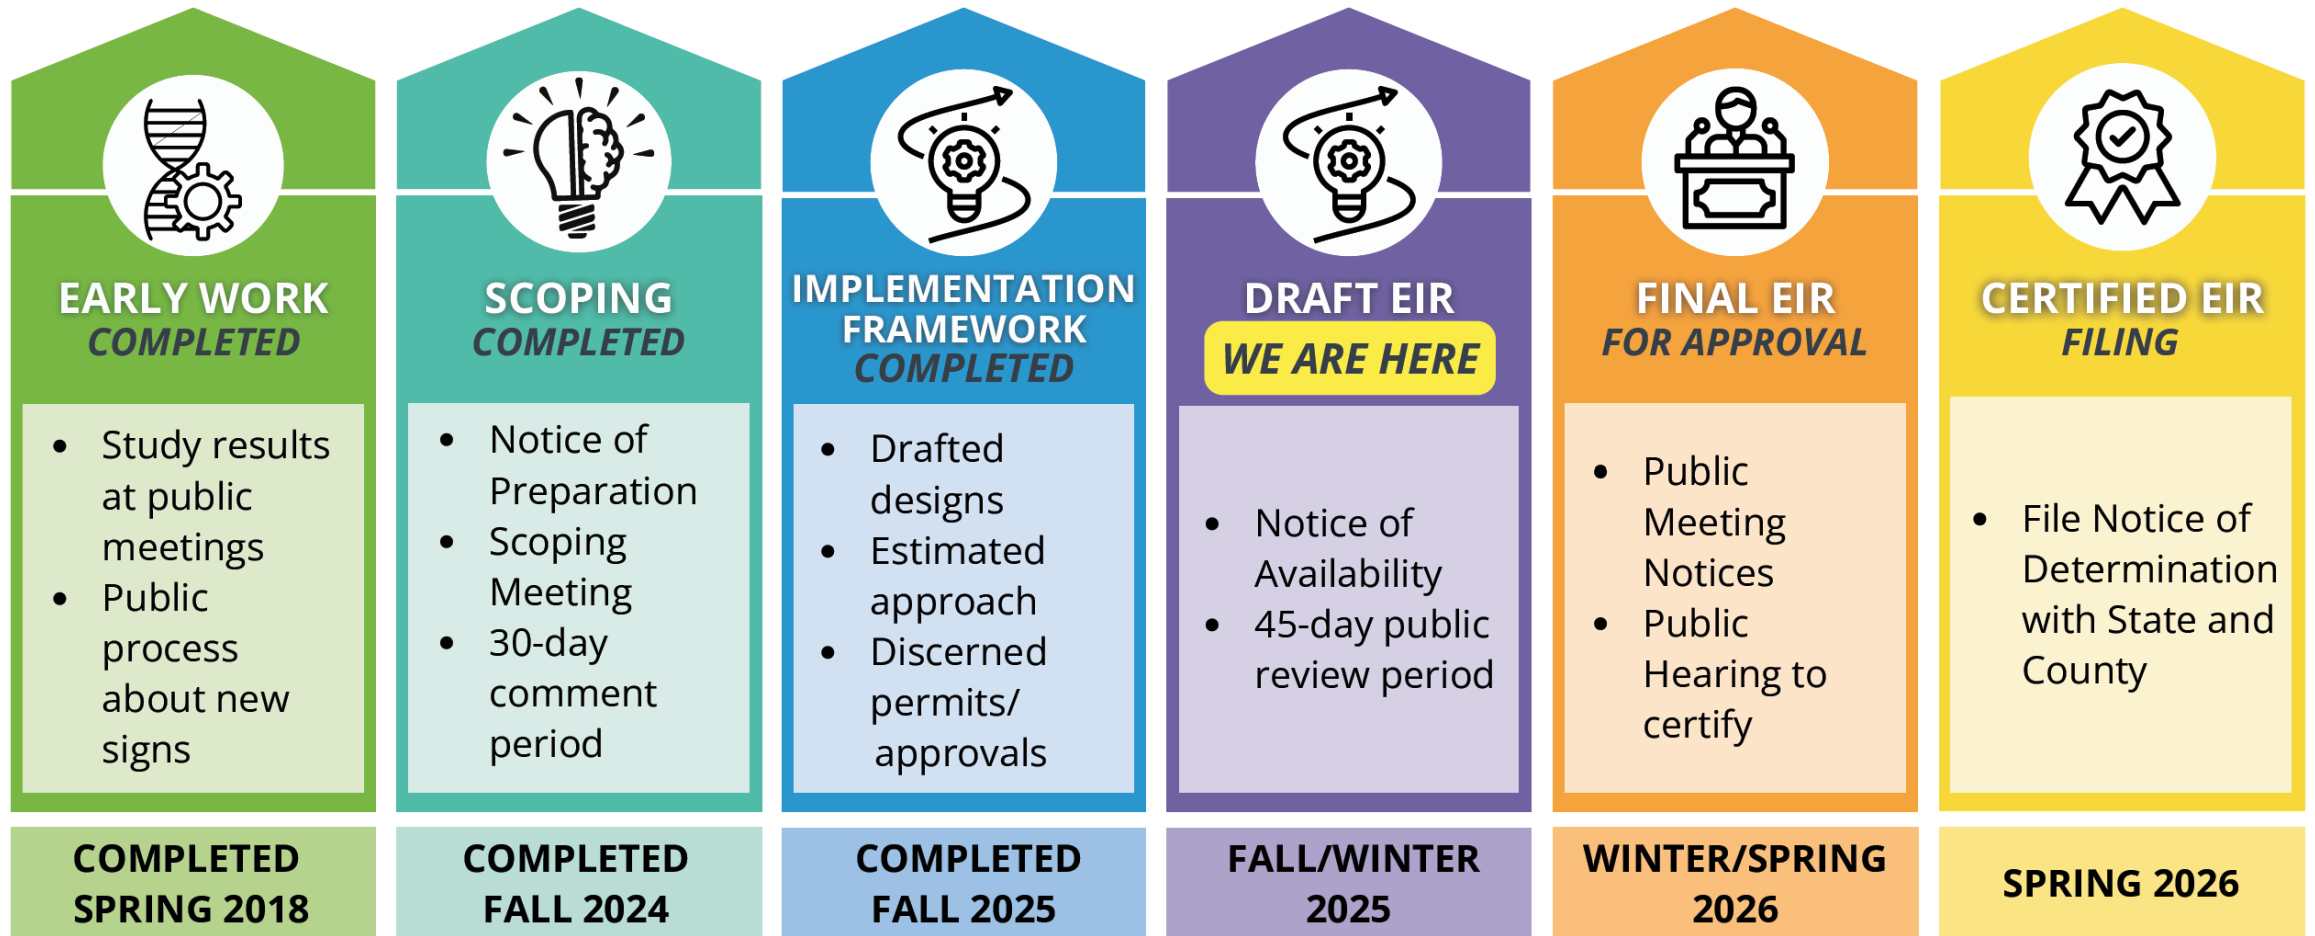 EARLY WORK
COMPLETED
• Study results
at public
meetings
• Public
process
about new
signs
COMPLETED
SPRING 2018
SCOPING
COMPLETED
• Notice of
Preparation
• Scoping
Meeting
• 30-day
comment
period
COMPLETED
FALL 2024
IMPLEMENTATION
FRAMEWORK
COMPLETED
• Drafted
designs
• Estimated
approach
• Discerned
permits/
approvals
COMPLETED
FALL 2025
DRAFT EIR
WE ARE HERE
• Notice of
Availability
• 45-day public
review period
FALL/WINTER
2025
FINAL EIR
FOR APPROVAL
• Public
Meeting
Notices
• Public
Hearing to
certify
WINTER/SPRING
2026
CERTIFIED EIR
FILING
• File Notice of
Determination
with State and
County
SPRING 2026